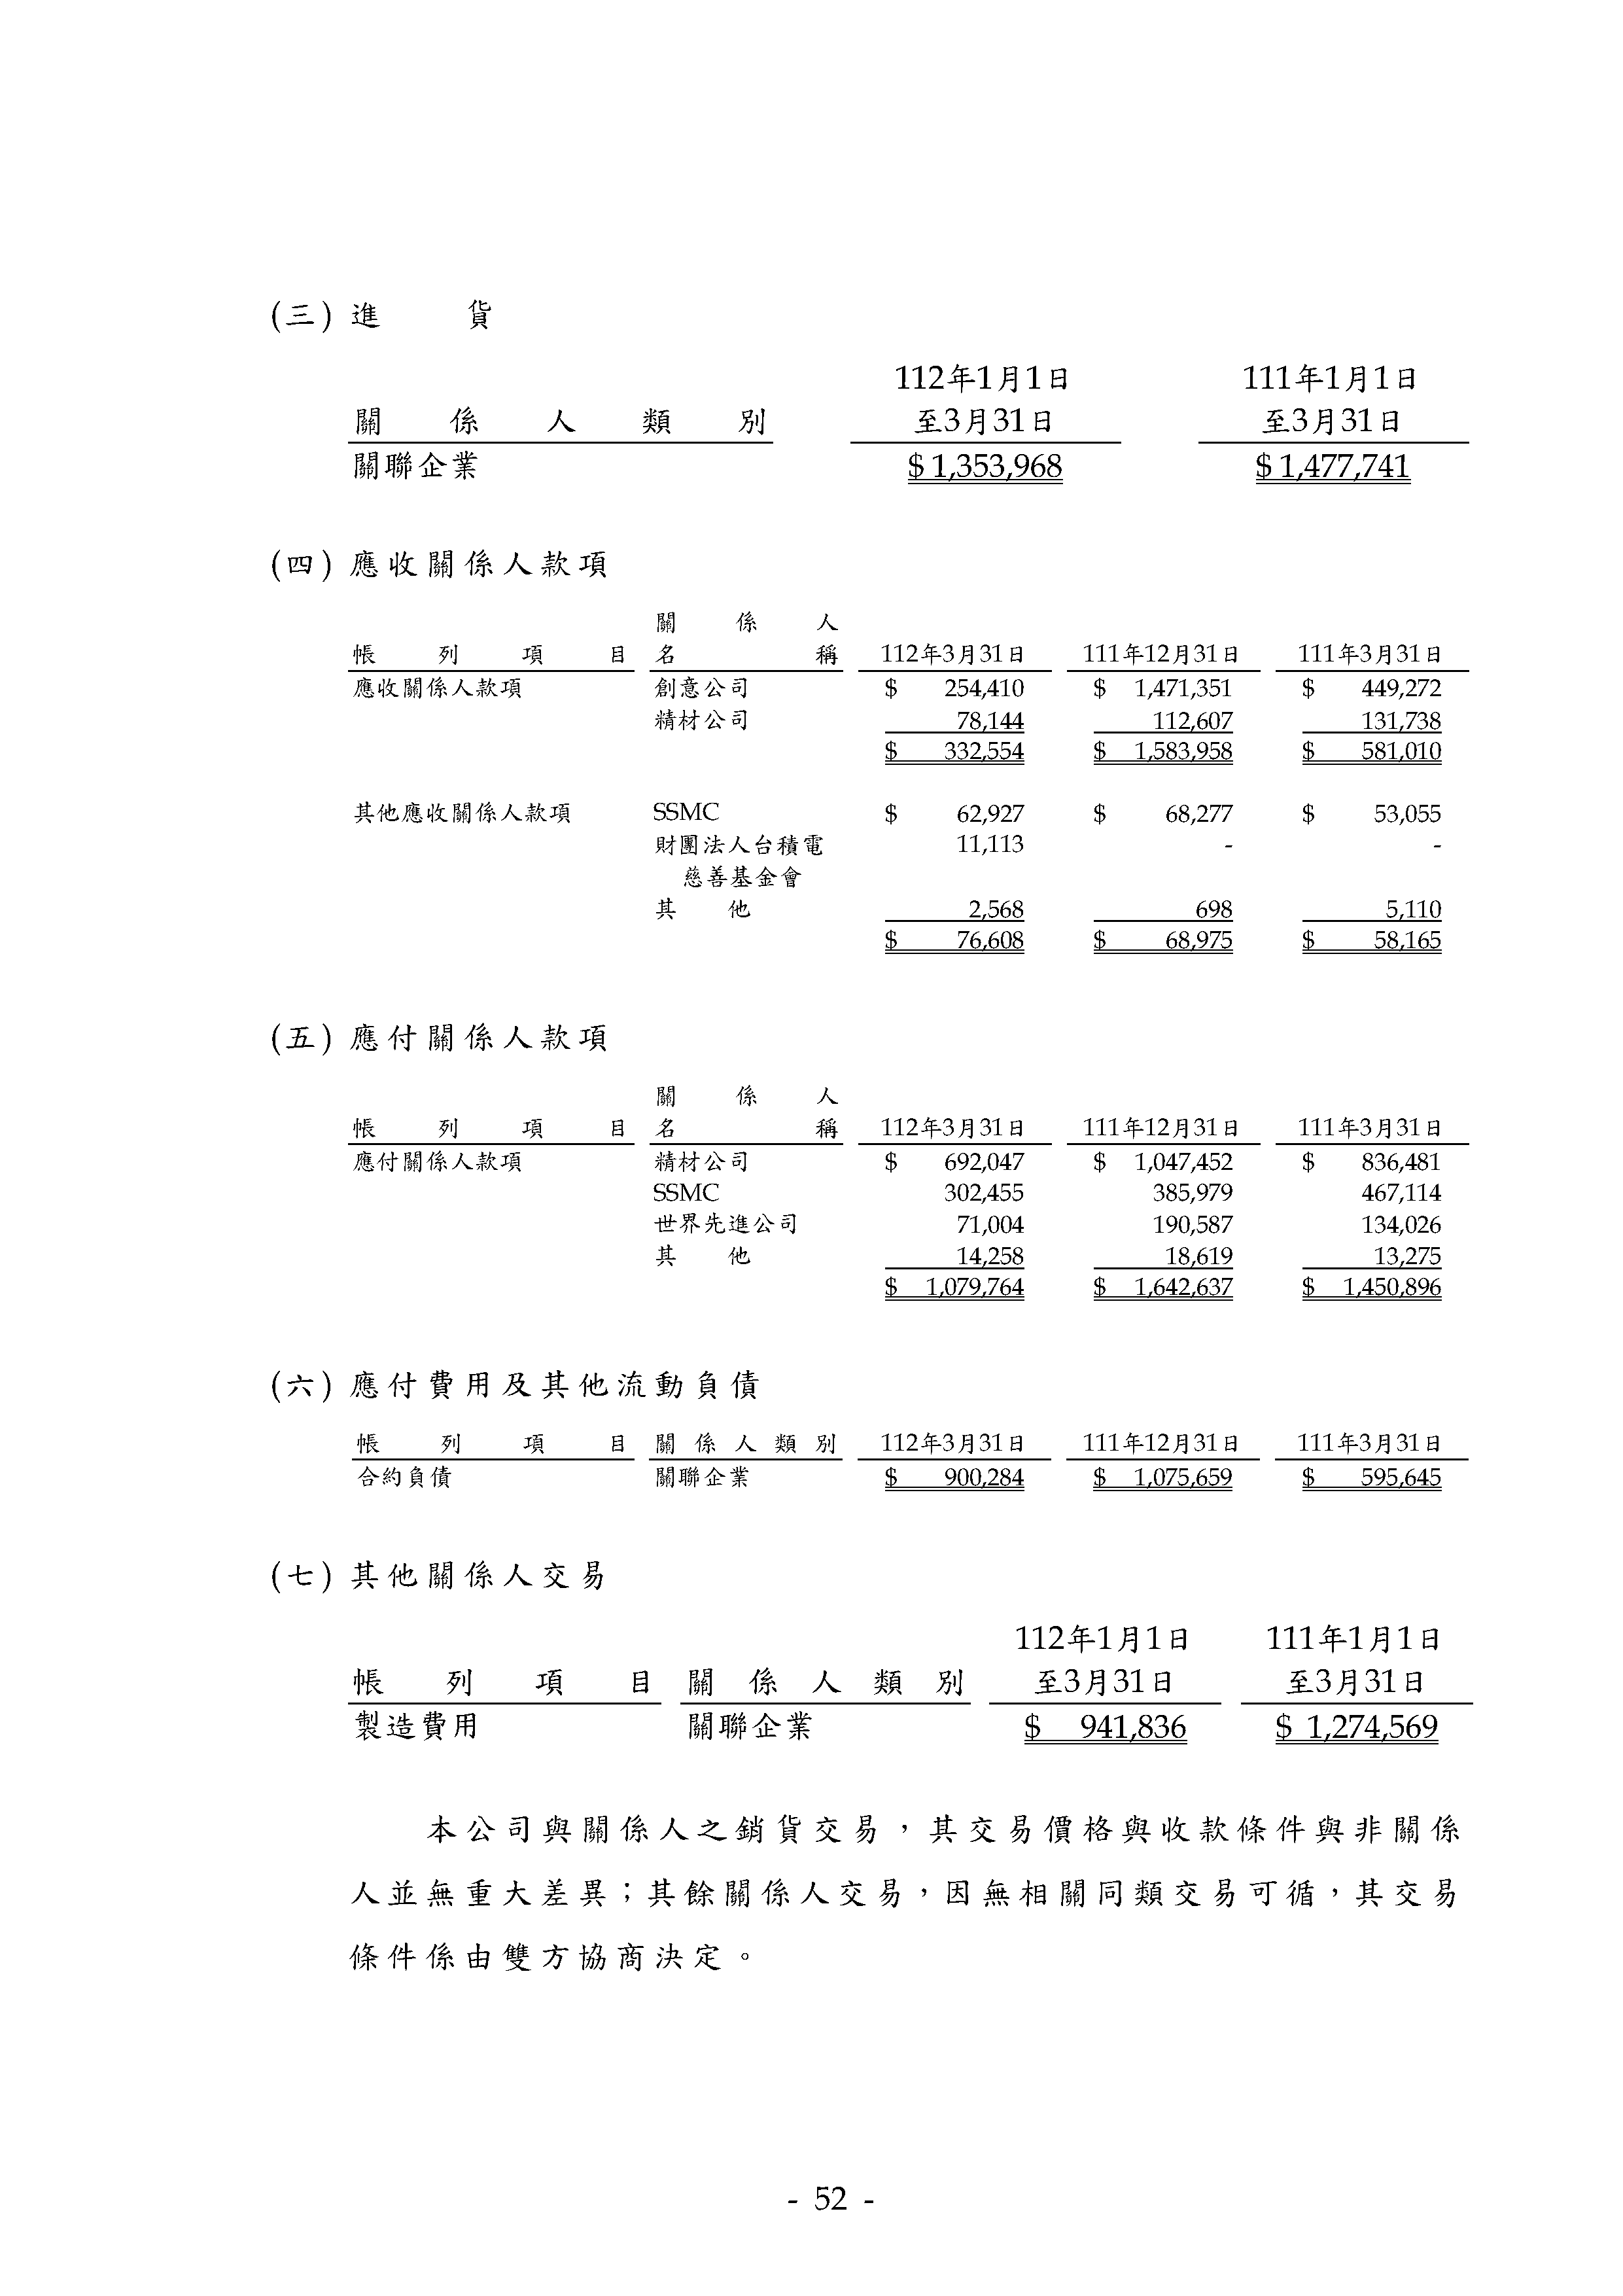 (三) 進 貨
112年1月1日 111年1月1日
關 係 人 類 別 至3月31日 至3月31日
關聯企業 $ 1,353,968 $ 1,477,741
(四) 應收關係人款項
關 係 人
帳 列 項 目 名 稱 112年3月31日 111年12月31日 111年3月31日
應收關係人款項 創意公司 $ 254,410 $ 1,471,351 $ 449,272
精材公司 78,144 112,607 131,738
$ 332,554 $ 1,583,958 $ 581,010
其他應收關係人款項 SSMC $ 62,927 $ 68,277 $ 53,055
財團法人台積電 11,113 - -
慈善基金會
其 他 2,568 698 5,110
$ 76,608 $ 68,975 $ 58,165
(五) 應付關係人款項
關 係 人
帳 列 項 目 名 稱 112年3月31日 111年12月31日 111年3月31日
應付關係人款項 精材公司 $ 692,047 $ 1,047,452 $ 836,481
SSMC 302,455 385,979 467,114
世界先進公司 71,004 190,587 134,026
其 他 14,258 18,619 13,275
$ 1,079,764 $ 1,642,637 $ 1,450,896
(六) 應付費用及其他流動負債
帳 列 項 目 關 係 人 類 別 112年3月31日 111年12月31日 111年3月31日
合約負債 關聯企業 $ 900,284 $ 1,075,659 $ 595,645
(七) 其他關係人交易
112年1月1日 111年1月1日
帳 列 項 目 關 係 人 類 別 至3月31日 至3月31日
製造費用 關聯企業 $ 941,836 $ 1,274,569
本公司與關係人之銷貨交易，其交易價格與收款條件與非關係
人並無重大差異；其餘關係人交易，因無相關同類交易可循，其交易
條件係由雙方協商決定。
- 52 -